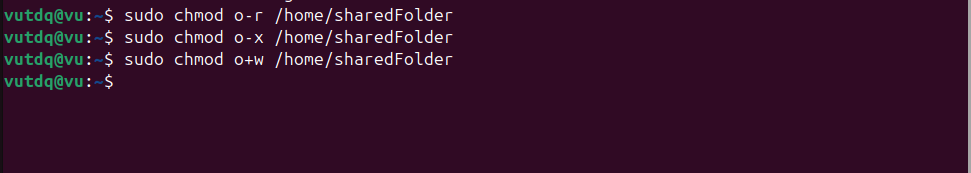 vutdq@vu:~$ sudo chmod o-r /home/sharedFolder
vutdq@vu:~$ sudo chmod o-x /home/sharedFolder
vutdq@vu:~$ sudo chmod o+w /home/sharedFolder
vutdq@vu:~$